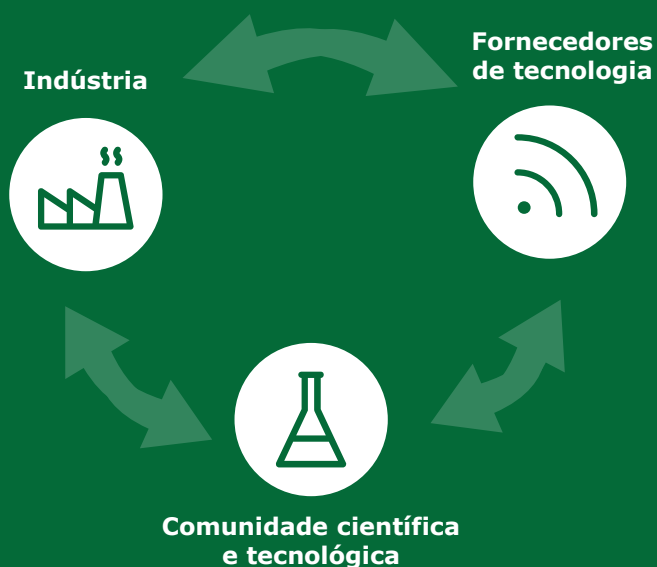 Fornecedores
de tecnologia
Indústria
Comunidade científica
e tecnológica